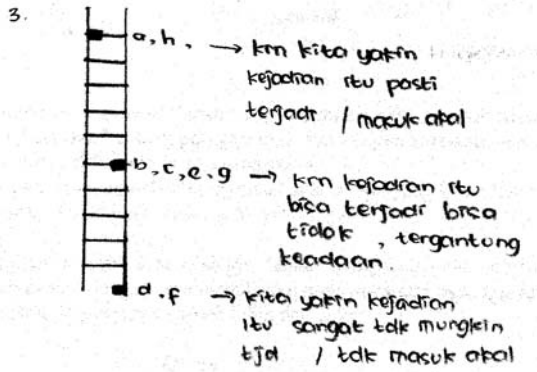 3.
a, h. → krn kita yakin
kejadian itu pasti
terjadi / masuk akal
b, c, e. g → krn kejadian itu
bisa terjadi bisa
tidak , tergantung
keadaan
d. f → kita yakin kejadian
itu sangat tdk mungkin
tjd / tdk masuk akal